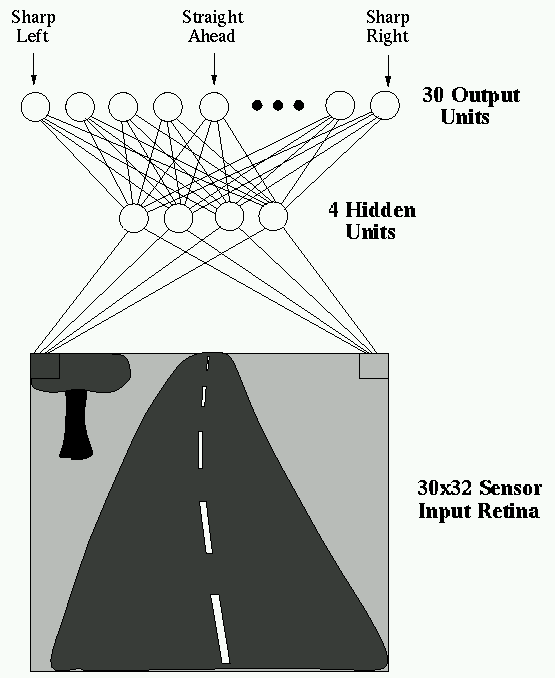 Sharp
Left
Straight
Ahead
Sharp
Right
30 Output
Units
4 Hidden
Units
30x32 Sensor
Input Retina